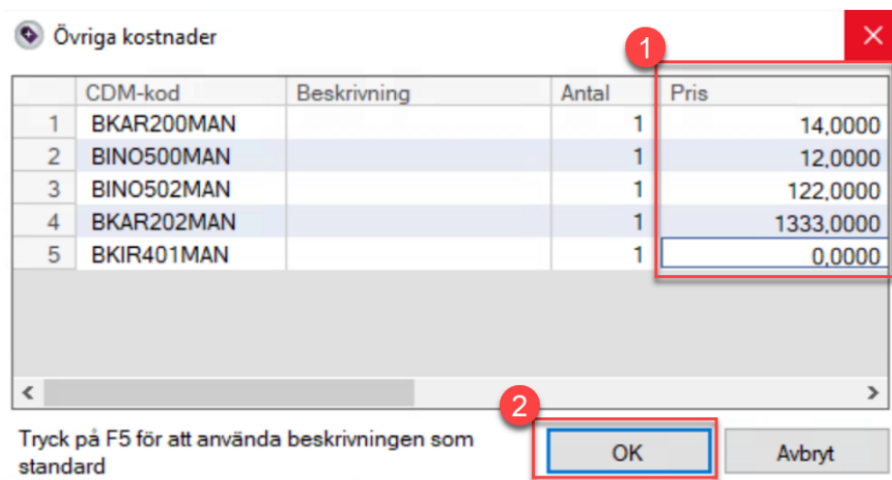 Övriga kostnader
1
CDM-kod Beskrivning Antal Pris
1 BKAR200MAN 1 14,0000
2 BINO500MAN 1 12,0000
3 BINO502MAN 1 122,0000
4 BKAR202MAN 1 1333,0000
5 BKIR401MAN 1 0,0000
2
Tryck på F5 för att använda beskrivningen som
standard
OK Avbryt